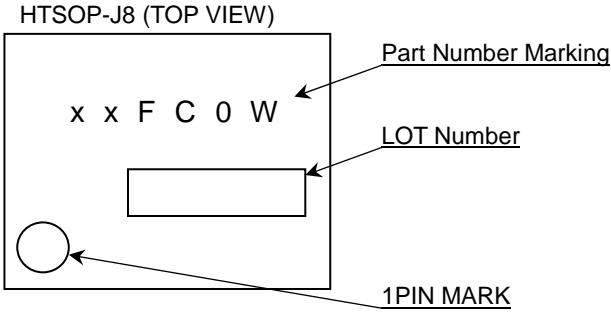 HTSOP-J8 (TOP VIEW)
Part Number Marking
x x F C 0 W
LOT Number
1PIN MARK